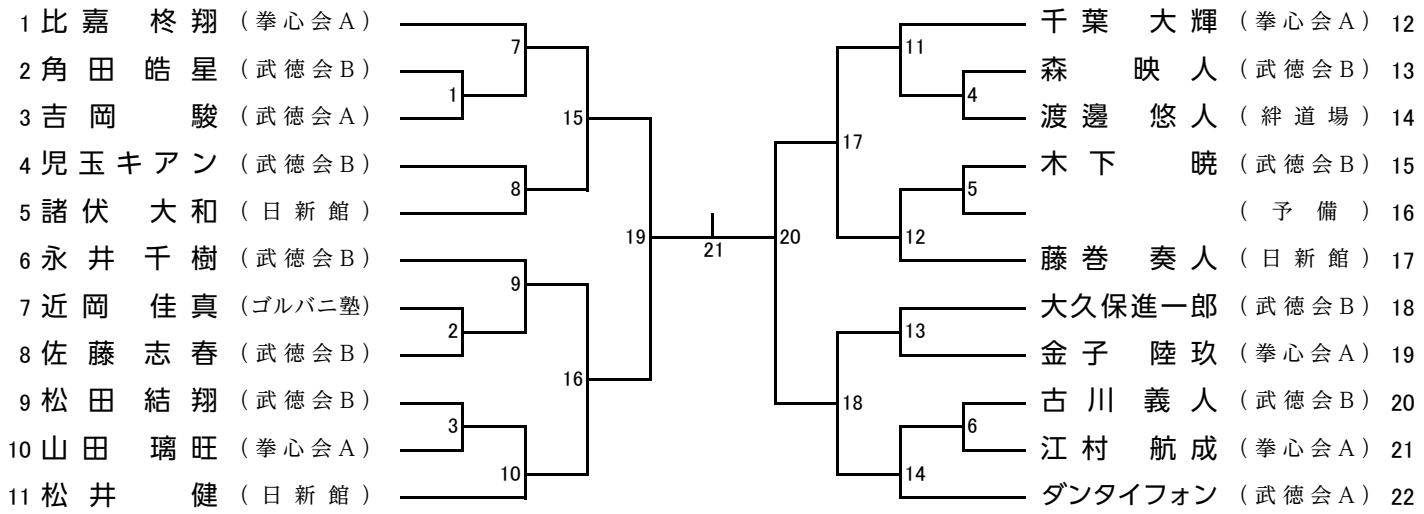 1 比嘉 柊翔 (拳心会A)
2 角田皓星 (武徳会B)
3 吉岡 駿 (武徳会A)
4 児玉キアン (武徳会B)
5 諸伏 大和 (日新館)
6 永井千樹 (武徳会B)
7 近岡 佳真 (ゴルバニ塾)
8 佐藤志春 (武徳会B)
9 松田結翔 (武徳会B)
10 山田 璃旺 (拳心会A)
11 松井 健 (日新館)
7
1
15
8
19
9
2
16
3
10
21
20
11
4
17
5
12
13
18
6
14
千葉 大輝 (拳心会A) 12
森 映人 (武徳会B) 13
渡邊 悠人 (絆道場) 14
木下 暁 (武徳会B) 15
(予備) 16
藤巻 奏人 (日新館) 17
大久保進一郎 (武徳会B) 18
金子 陸玖 (拳心会A) 19
古川義人 (武徳会B) 20
江村 航成 (拳心会A) 21
ダンタイフォン (武徳会A) 22